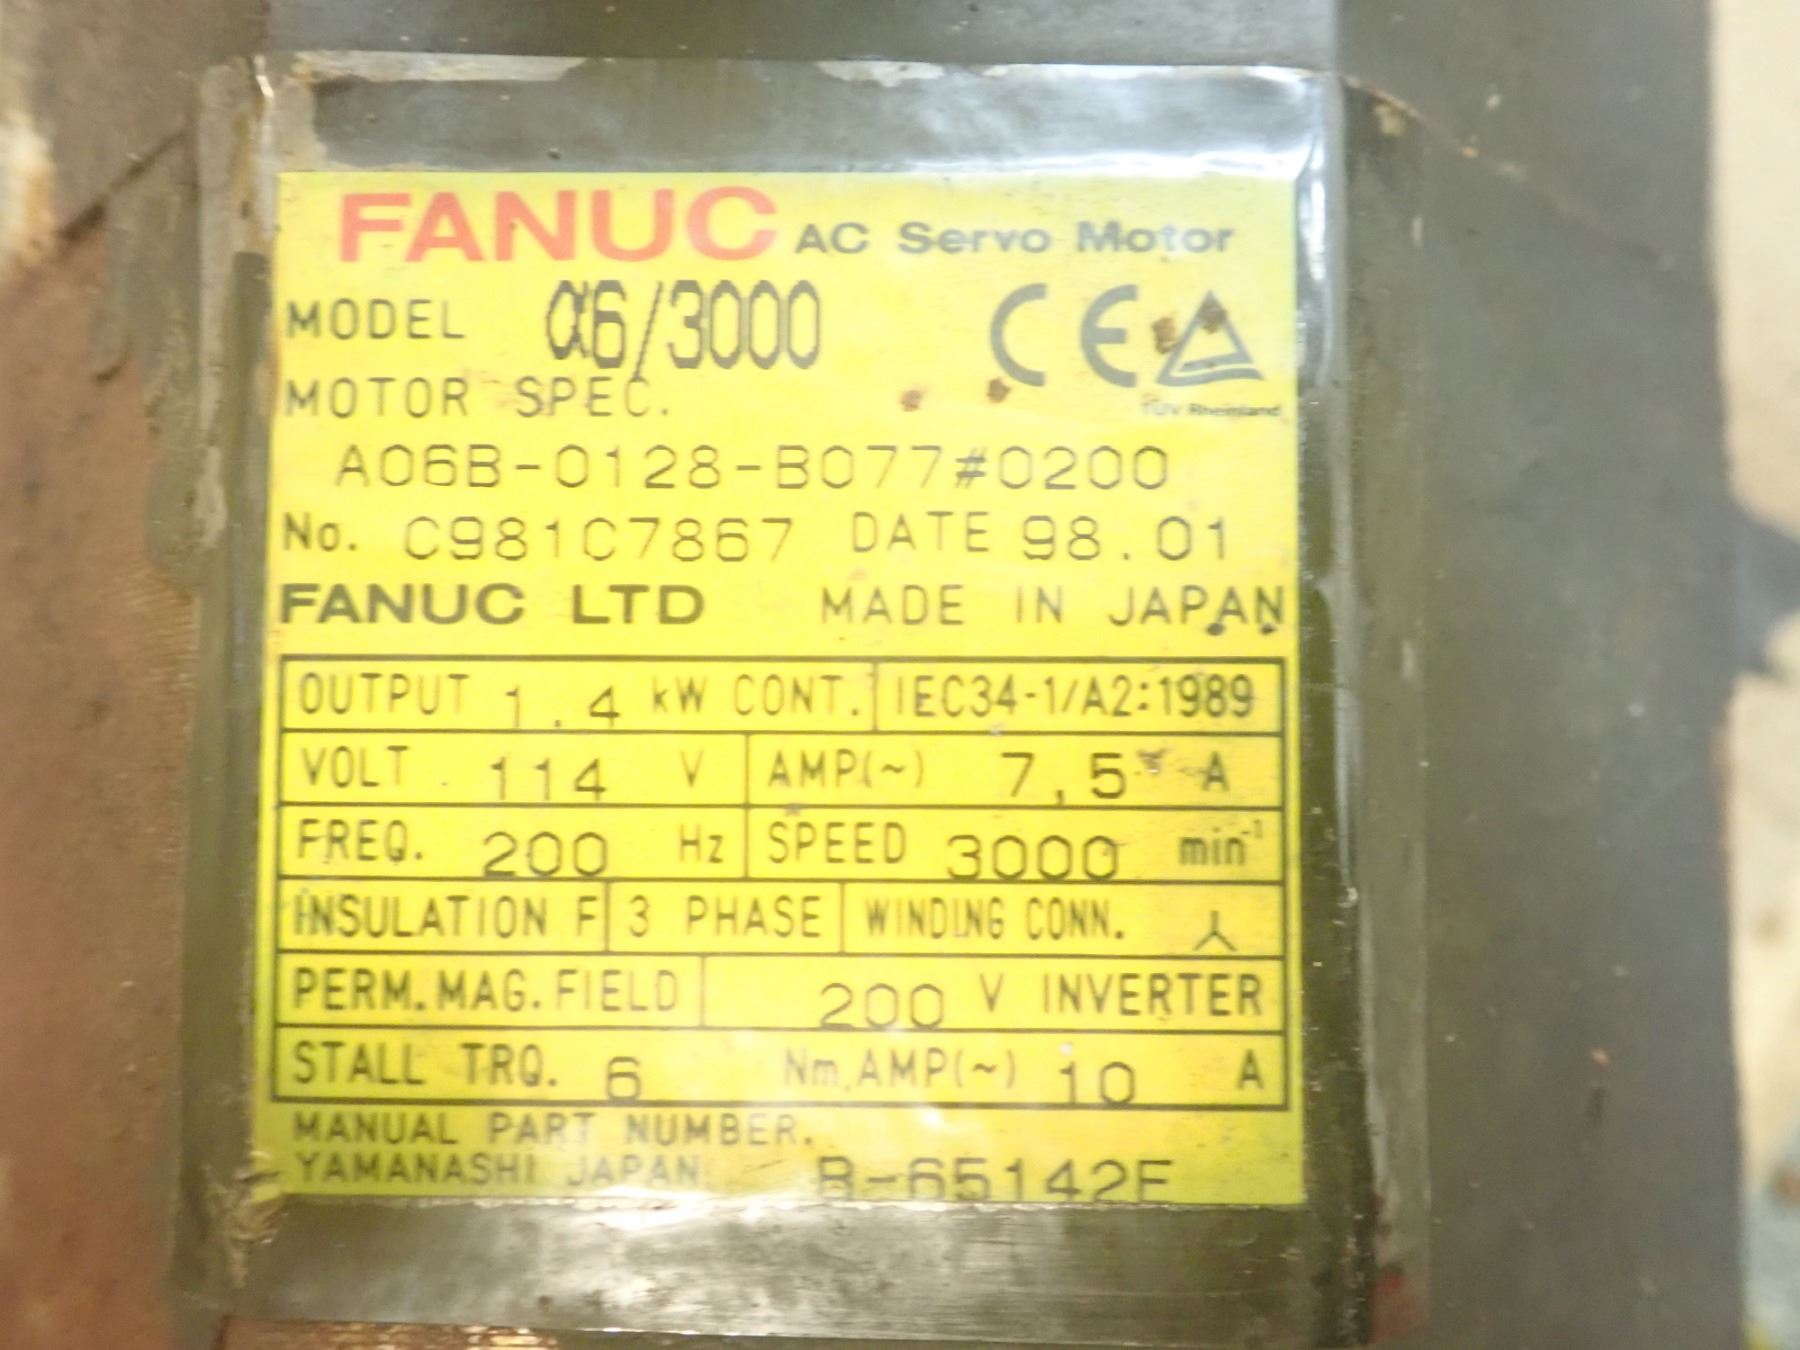 FANUC AC Servo Motor
MODEL α6/3000 CE
MOTOR SPEC.
TÜV Rheinland
A06B-0128-B077#0200
No. C981C7867 DATE 98.01
FANUC LTD MADE IN JAPAN
OUTPUT 1.4 kW CONT. IEC34-1/A2:1989
VOLT. 114 V AMP(~) 7,5 A
FREQ. 200 Hz SPEED 3000 min⁻¹
INSULATION F 3 PHASE WINDING CONN. ⅄
PERM.MAG.FIELD 200 V INVERTER
STALL TRQ. 6 Nm,AMP(~) 10 A
MANUAL PART NUMBER.
YAMANASHI JAPAN B-65142E